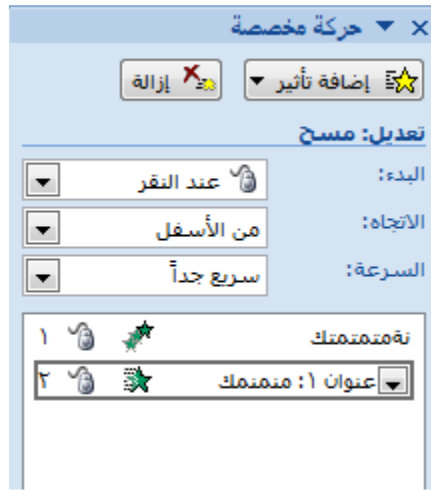 حركة مخصصة
إضافة تأثير إزالة
تعديل: مسح
البدء: عند النقر
الاتجاه: من الأسفل
السرعة: سريع جداً
نةمتمتمتك ١
عنوان ١: منمنمك ٢